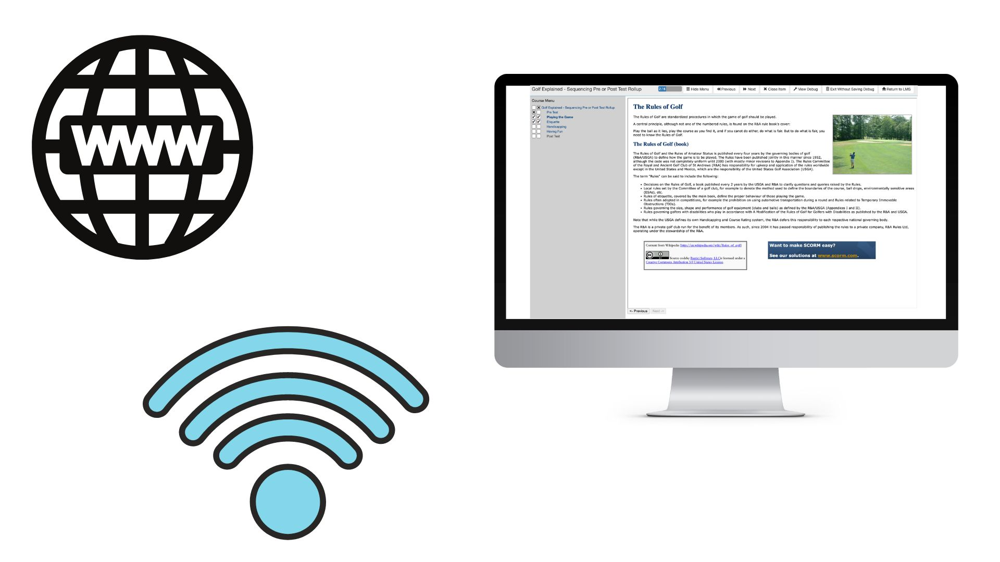 WWW
Golf Explained - Sequencing Pre or Post Test Rollup
2 / 6
Hide Menu
Previous
Next
Close Item
View Debug
Exit Without Saving Debug
Return to LMS
Course Menu
Golf Explained - Sequencing Pre or Post Test Rollup
Pre Test
Playing the Game
Etiquette
Handicapping
Having Fun
Post Test
The Rules of Golf
The Rules of Golf are standardized procedures in which the game of golf should be played.
A central principle, although not one of the numbered rules, is found on the R&A rule book's cover:
Play the ball as it lies, play the course as you find it, and if you canot do either, do what is fair. But to do what is fair, you
need to know the Rules of Golf.
The Rules of Golf (book)
The Rules of Golf and the Rules of Amateur Status is published every four years by the governing bodies of golf
(R&A/USGA) to define how the game is to be played. The Rules have been published jointly in this manner since 1952,
although the code was not completely uniform until 2000 (with mostly minor revisions to Appendix I). The Rules Committee
of the Royal and Ancient Golf Club of St Andrews (R&A) has responsibility for upkeep and application of the rules worldwide
except in the United States and Mexico, which are the responsibility of the United States Golf Association (USGA).
The term "Rules" can be said to include the following:
• Decisions on the Rules of Golf, a book published every 2 years by the USGA and R&A to clarify questions and queries raised by the Rules.
• Local rules set by the Committee of a golf club, for example to denote the method used to define the boundaries of the course, ball drops, environmentally sensitive areas
(ESAs), etc.
• Rules of etiquette, covered by the main book, define the proper behaviour of those playing the game.
• Rules often adopted in competitions, for example the prohibition on using automotive transportation during a round and Rules related to Temporary Immovable
Obstructions (TIOs).
• Rules governing the size, shape and performance of golf equipment (clubs and balls) as defined by the R&A/USGA (Appendices I and II).
• Rules governing golfers with disabilities who play in accordance with A Modification of the Rules of Golf for Golfers with Disabilities as published by the R&A and USGA.
Note that while the USGA defines its own Handicapping and Course Rating system, the R&A defers this responsibility to each respective national governing body.
The R&A is a private golf club run for the benefit of its members. As such, since 2004 it has passed responsibility of publishing the rules to a private company, R&A Rules Ltd,
operating under the stewardship of the R&A.
Content from Wikipedia (http://en.wikipedia.org/wiki/Rules_of_golf)
cc BY Source codeby Rustici Software, LLCis licensed under a
Creative Commons Attribution 3.0 United States License.
Want to make SCORM easy?
See our solutions at www.scorm.com.
<- Previous
Next ->